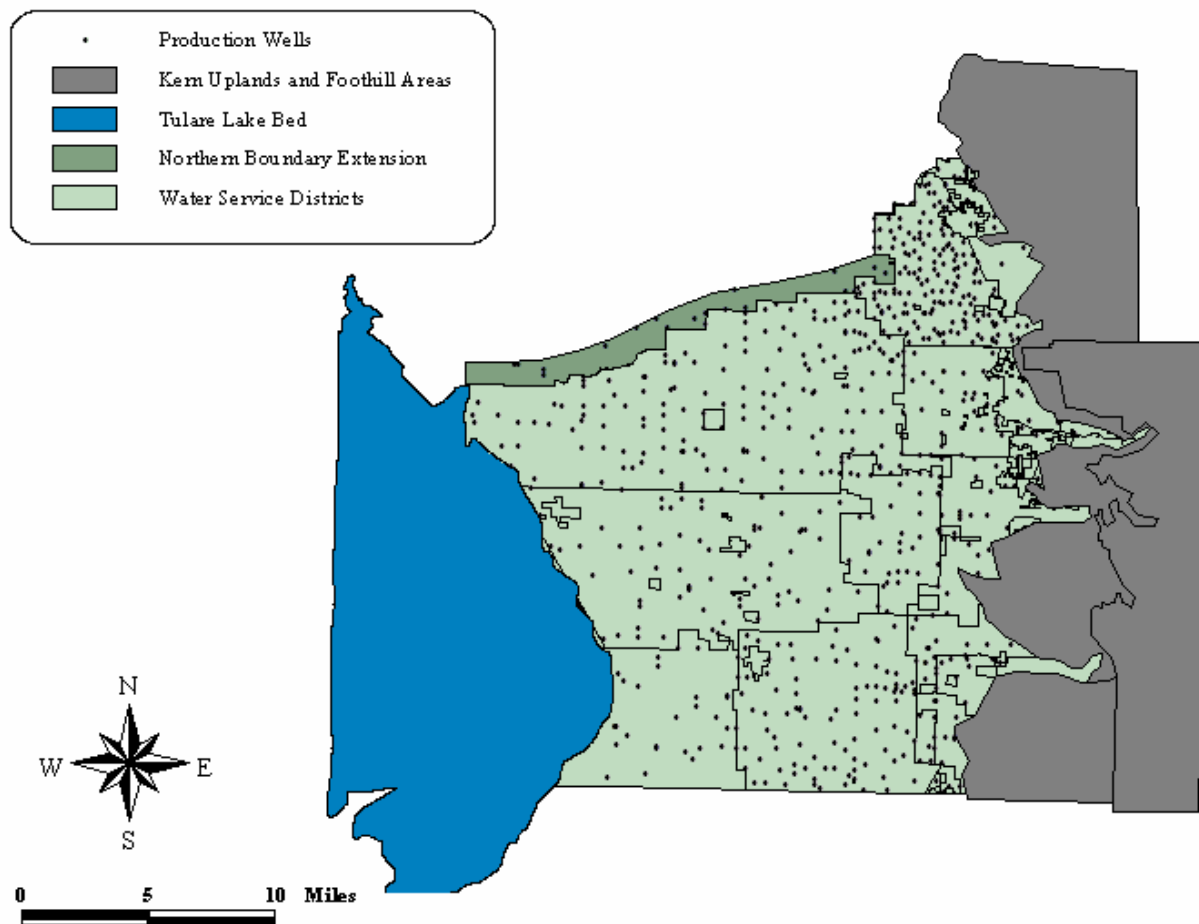 Production Wells
Kern Uplands and Foothill Areas
Tulare Lake Bed
Northern Boundary Extension
Water Service Districts
N
W E
S
0 5 10 Miles